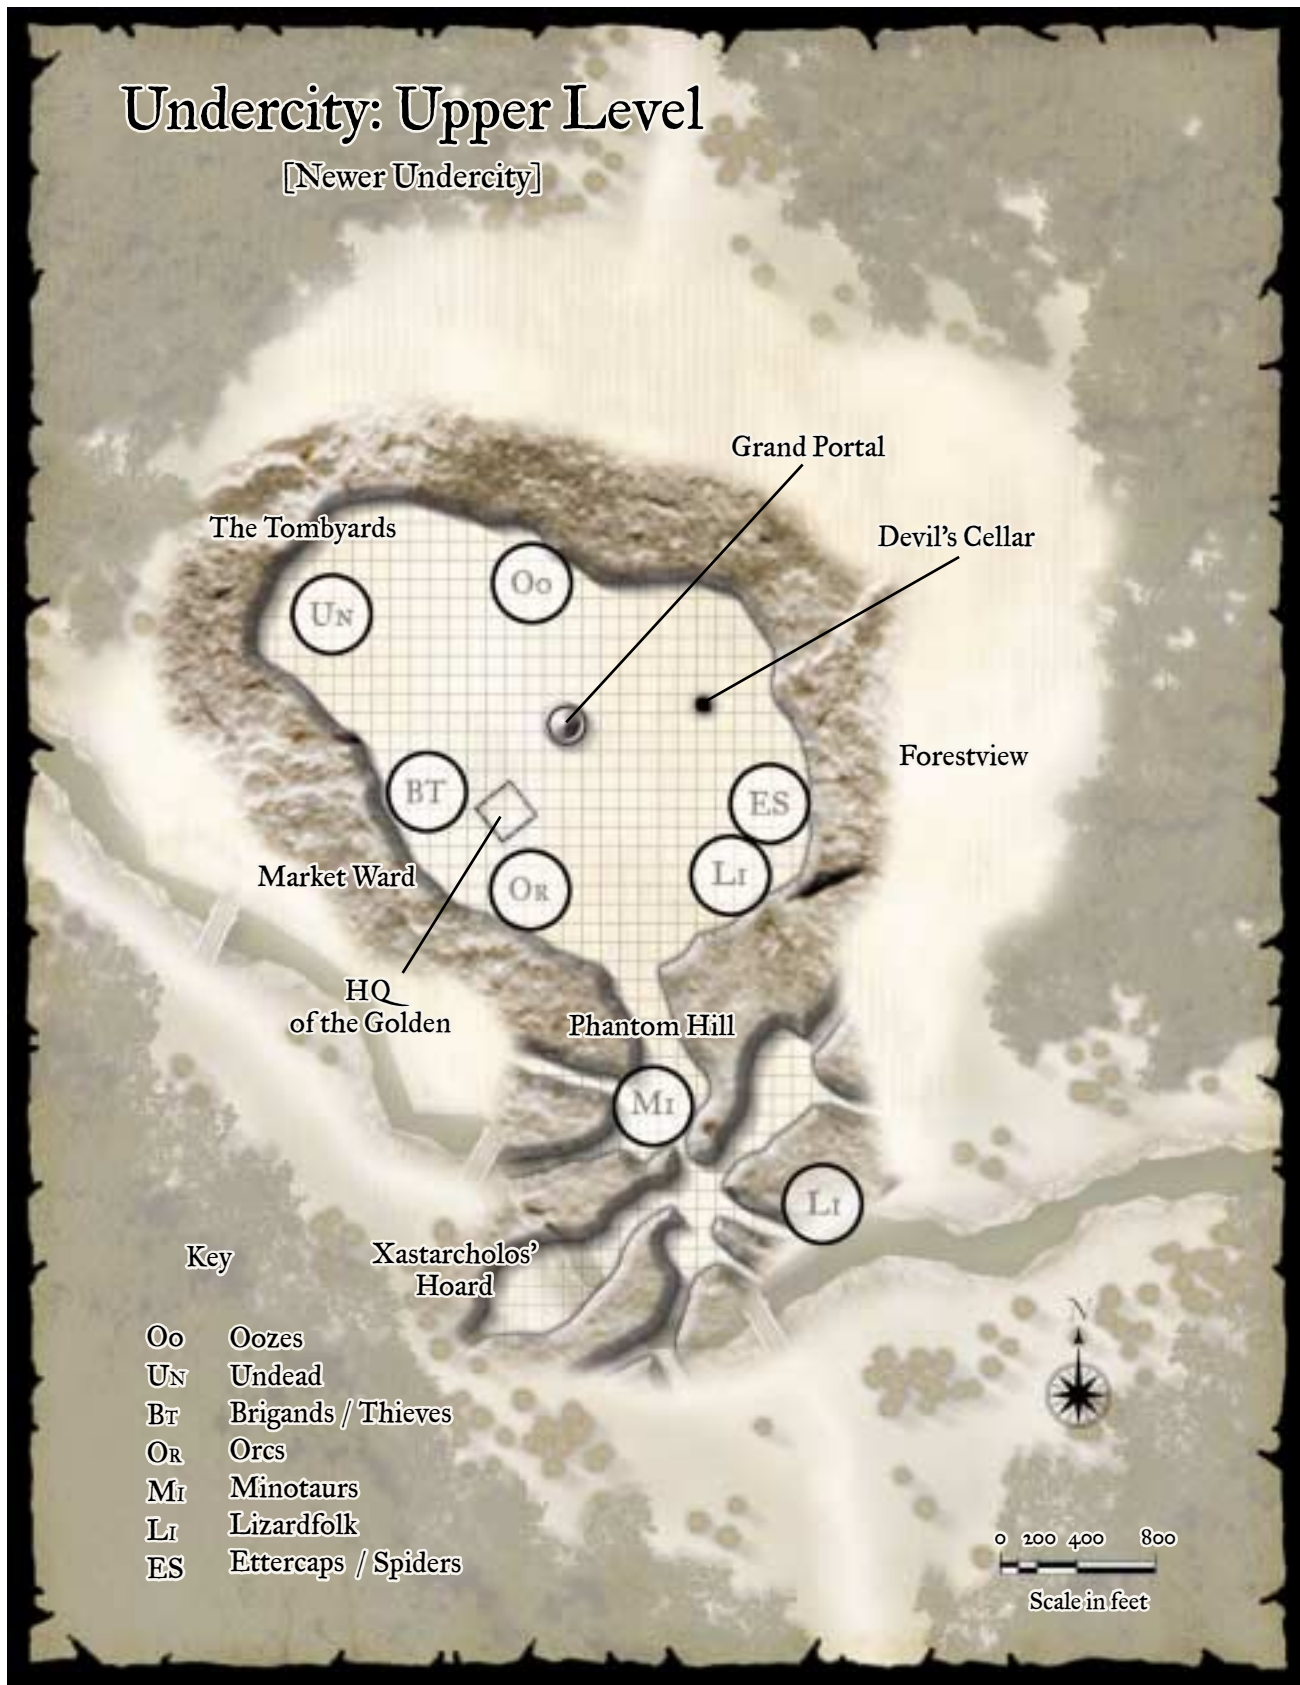 Undercity: Upper Level
[Newer Undercity]
Grand Portal
The Tombyards
Devil's Cellar
Oo
Un
Forestview
BT
ES
Market Ward
Li
Or
HQ
of the Golden
Phantom Hill
Mi
Li
Xastarcholos'
Hoard
Key
Oo Oozes
Un Undead
Bt Brigands / Thieves
Or Orcs
Mi Minotaurs
Li Lizardfolk
ES Ettercaps / Spiders
N
0 200 400 800
Scale in feet